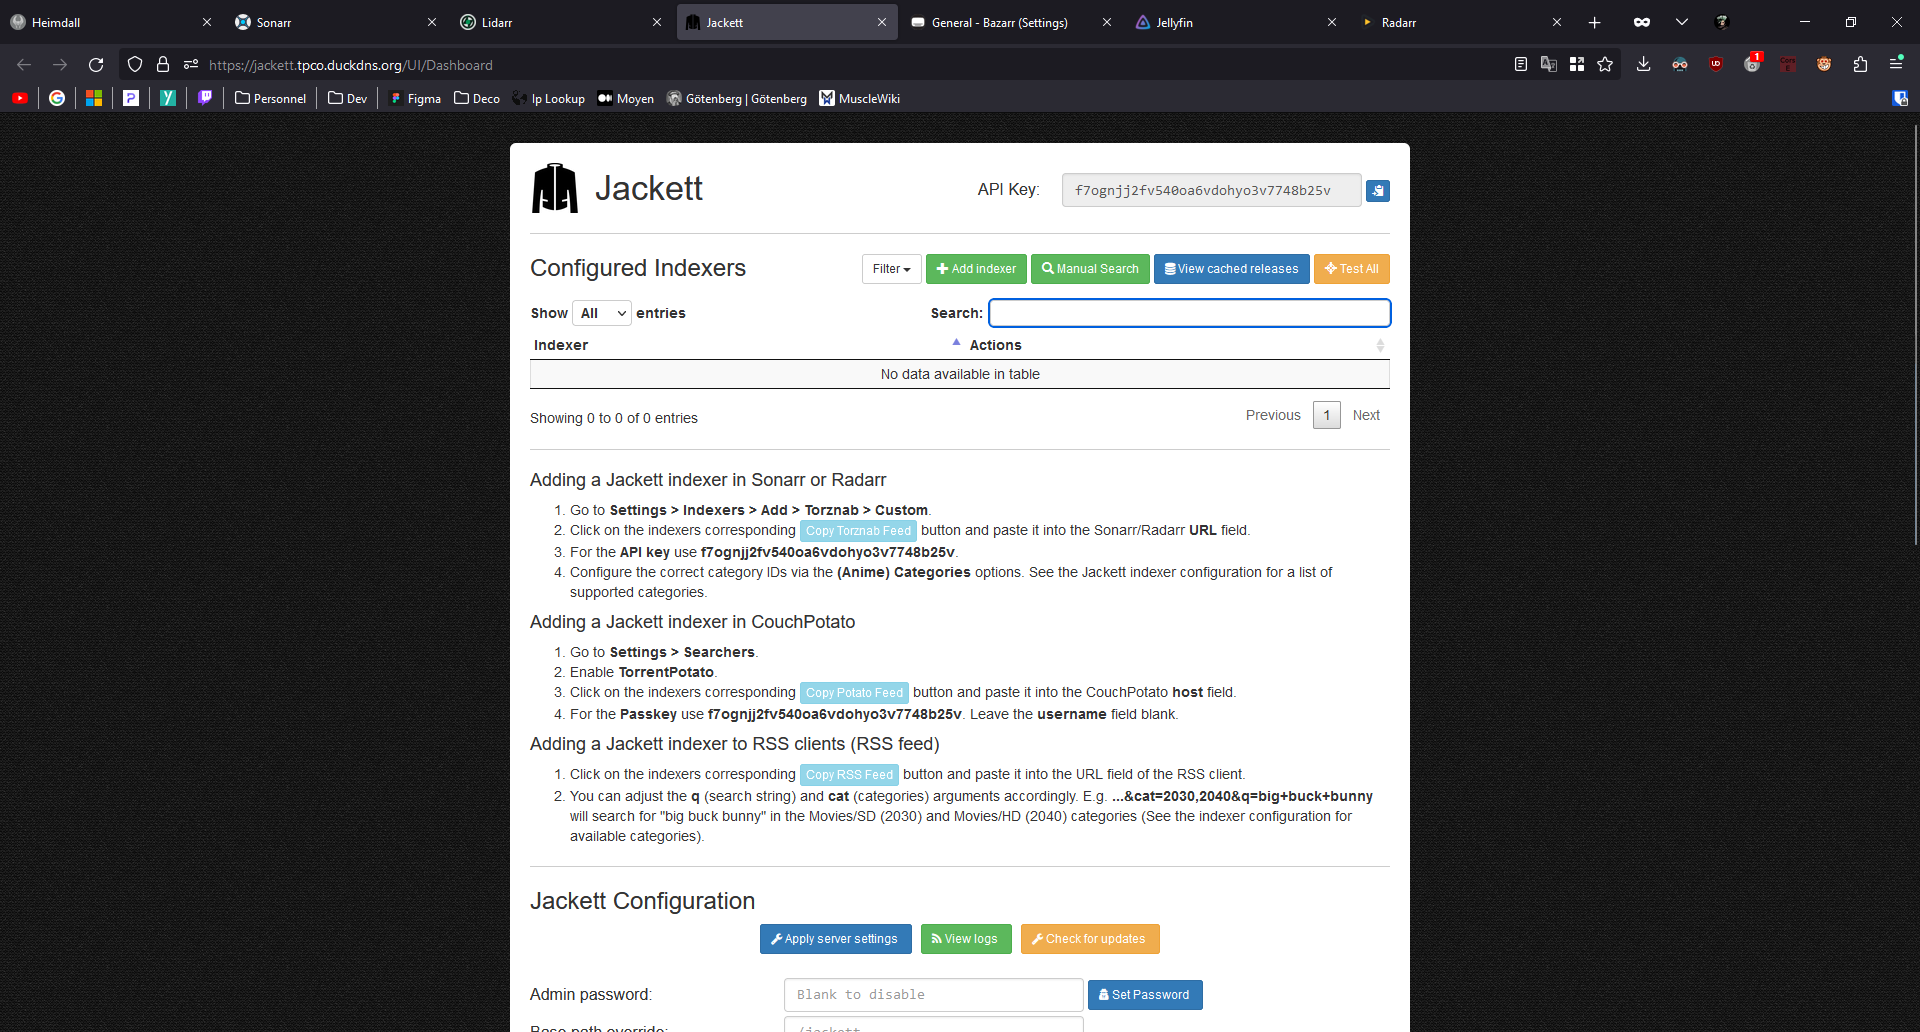 Heimdall
Sonarr
Lidarr
Jackett
General - Bazarr (Settings)
Jellyfin
Radarr
https://jackett.tpco.duckdns.org/UI/Dashboard
1
Personnel
Dev
Figma
Deco
Ip Lookup
Moyen
Götenberg | Götenberg
MuscleWiki
Jackett
API Key:
f7ognjj2fv540oa6vdohyo3v7748b25v
Configured Indexers
Filter
Add indexer
Manual Search
View cached releases
Test All
Show All entries
Search:
Indexer
Actions
No data available in table
Showing 0 to 0 of 0 entries
Previous
1
Next
Adding a Jackett indexer in Sonarr or Radarr
1. Go to Settings > Indexers > Add > Torznab > Custom.
2. Click on the indexers corresponding Copy Torznab Feed button and paste it into the Sonarr/Radarr URL field.
3. For the API key use f7ognjj2fv540oa6vdohyo3v7748b25v.
4. Configure the correct category IDs via the (Anime) Categories options. See the Jackett indexer configuration for a list of
supported categories.
Adding a Jackett indexer in CouchPotato
1. Go to Settings > Searchers.
2. Enable TorrentPotato.
3. Click on the indexers corresponding Copy Potato Feed button and paste it into the CouchPotato host field.
4. For the Passkey use f7ognjj2fv540oa6vdohyo3v7748b25v. Leave the username field blank.
Adding a Jackett indexer to RSS clients (RSS feed)
1. Click on the indexers corresponding Copy RSS Feed button and paste it into the URL field of the RSS client.
2. You can adjust the q (search string) and cat (categories) arguments accordingly. E.g. ...&cat=2030,2040&q=big+buck+bunny
will search for "big buck bunny" in the Movies/SD (2030) and Movies/HD (2040) categories (See the indexer configuration for
available categories).
Jackett Configuration
Apply server settings
View logs
Check for updates
Admin password:
Blank to disable
Set Password
Base path override:
/jackett